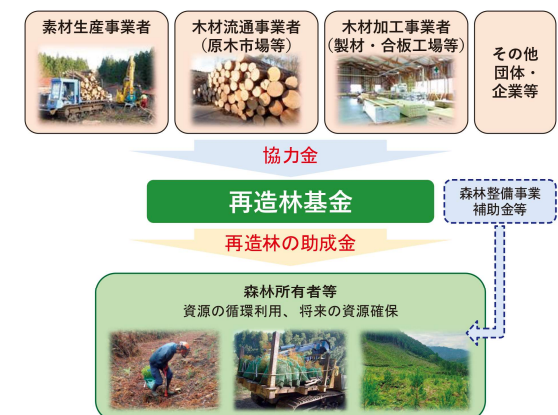 素材生産事業者
木材流通事業者
(原木市場等)
木材加工事業者
(製材・合板工場等)
その他
団体・
企業等
協力金
再造林基金
森林整備事業
補助金等
再造林の助成金
森林所有者等
資源の循環利用、将来の資源確保